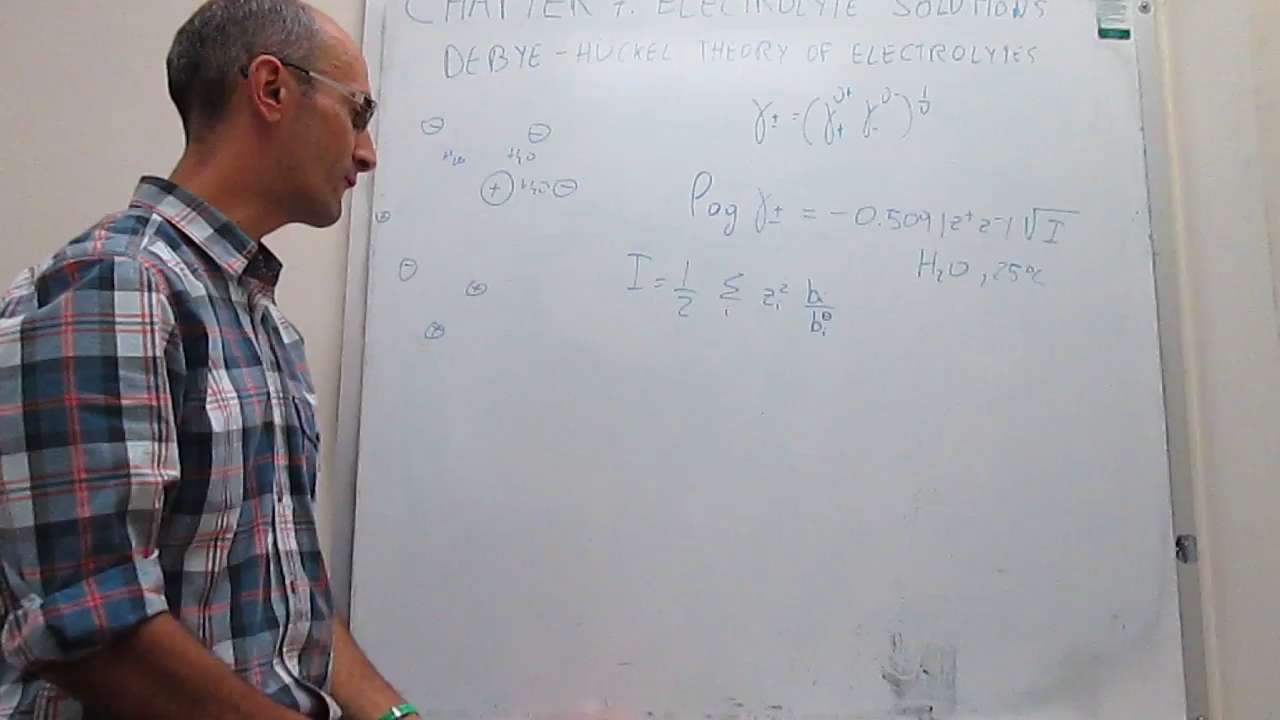 CHAPTER 7. ELECTROLYTE SOLUTIONS
DEBYE-HÜCKEL THEORY OF ELECTROLYTES
γ± = (γ+^υ+ γ-^υ-)^1/υ
⊖ ⊖
H₂O H₂O
⊕ H₂O ⊖
log γ± = -0.509 |z+ z-| √I
⊕
H₂O, 25°C
I = 1/2 Σi zi² bi/bi^⊖
⊖
⊕
⊕